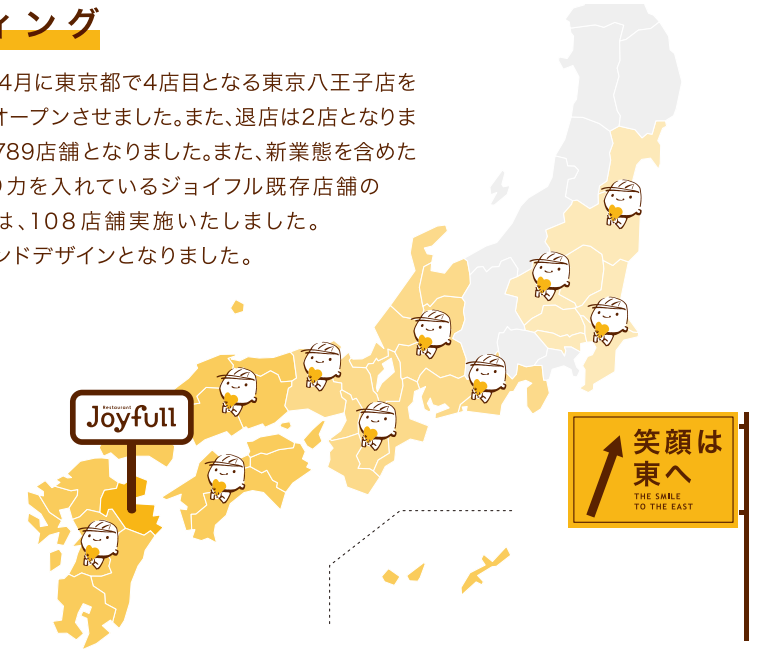 ィング
4月に東京都で4店目となる東京八王子店を
オープンさせました。また、退店は2店となりま
789店舗となりました。また、新業態を含めた
り力を入れているジョイフル既存店舗の
は、108店舗実施いたしました。
ンドデザインとなりました。
Restaurant
Joyfull
笑顔は
東へ
THE SMILE
TO THE EAST